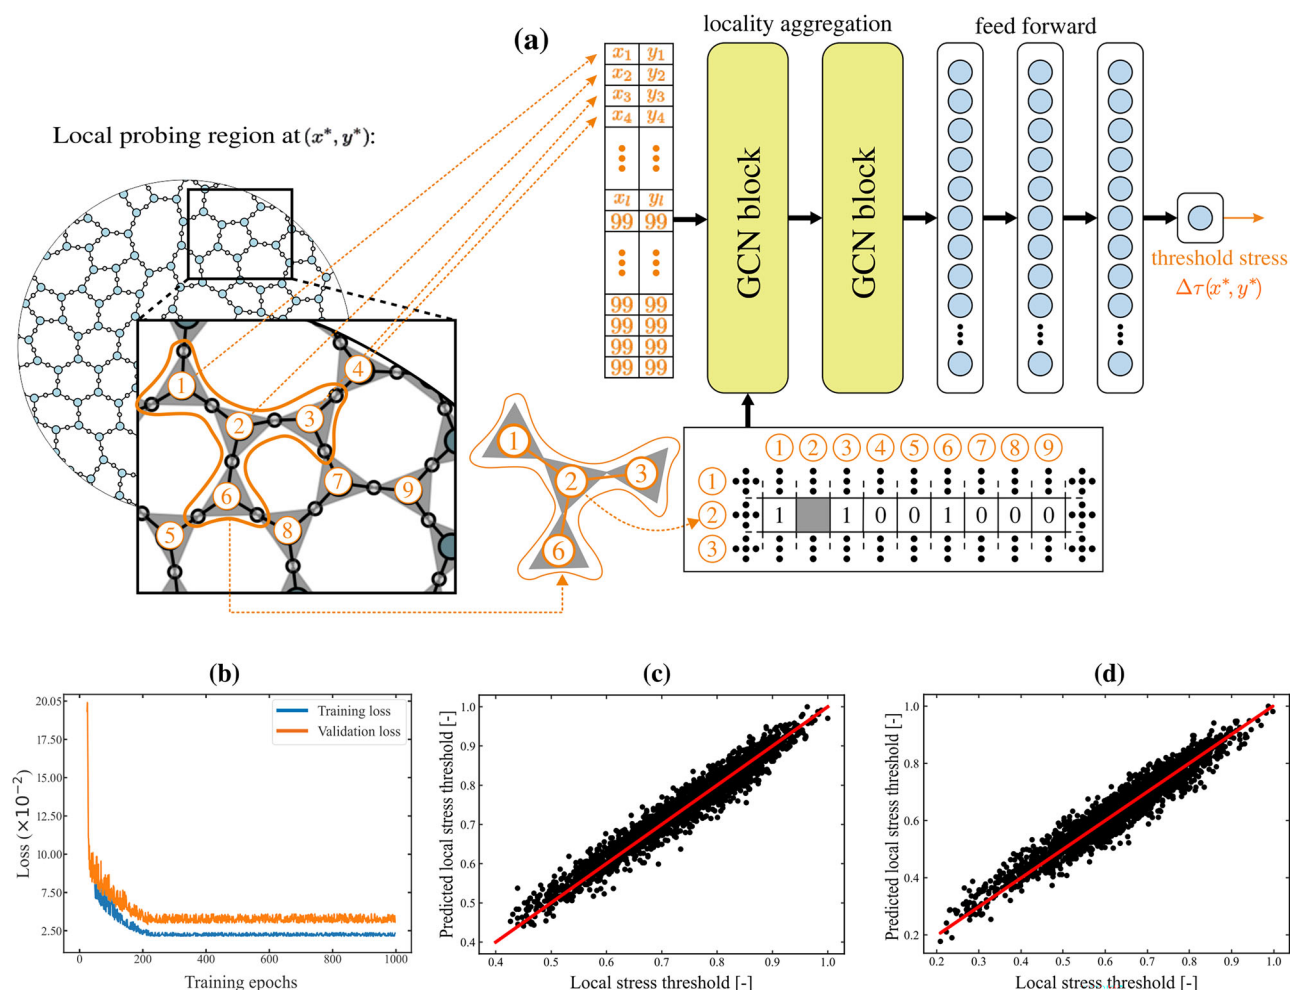 (a)
locality aggregation
feed forward
Local probing region at (x*, y*):
x₁ y₁
x₂ y₂
x₃ y₃
x₄ y₄
xₗ yₗ
99 99
99 99
99 99
99 99
99 99
GCN block
GCN block
threshold stress
Δτ(x*, y*)
1
2
3
4
5
6
7
8
9
1
2
3
6
1 2 3 4 5 6 7 8 9
1
2 1 1 0 0 1 0 0 0
3
(b)
20.05
17.50
15.00
12.50
10.00
7.50
5.00
2.50
Loss (×10⁻²)
Training loss
Validation loss
0 200 400 600 800 1000
Training epochs
(c)
1.0
0.9
0.8
0.7
0.6
0.5
0.4
Predicted local stress threshold [-]
0.4 0.5 0.6 0.7 0.8 0.9 1.0
Local stress threshold [-]
(d)
1.0
0.8
0.6
0.4
0.2
Predicted local stress threshold [-]
0.2 0.3 0.4 0.5 0.6 0.7 0.8 0.9 1.0
Local stress threshold [-]